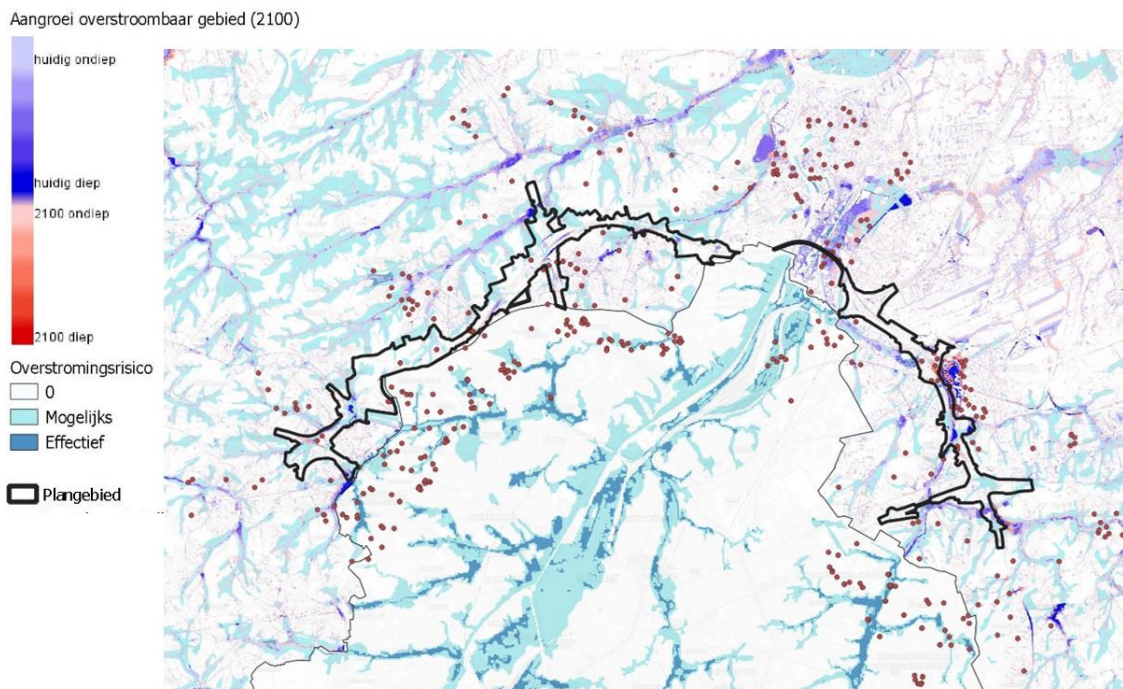 Aangroei overstroombaar gebied (2100)
huidig ondiep
huidig diep
2100 ondiep
2100 diep
Overstromingsrisico
0
Mogelijks
Effectief
Plangebied